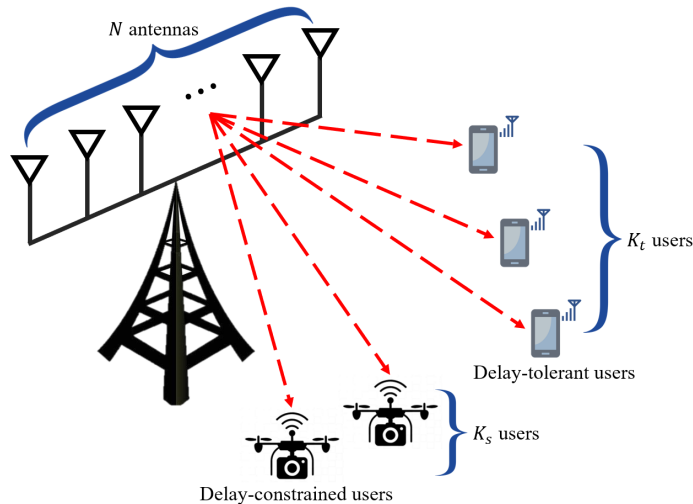 N antennas
K_t users
Delay-tolerant users
K_s users
Delay-constrained users